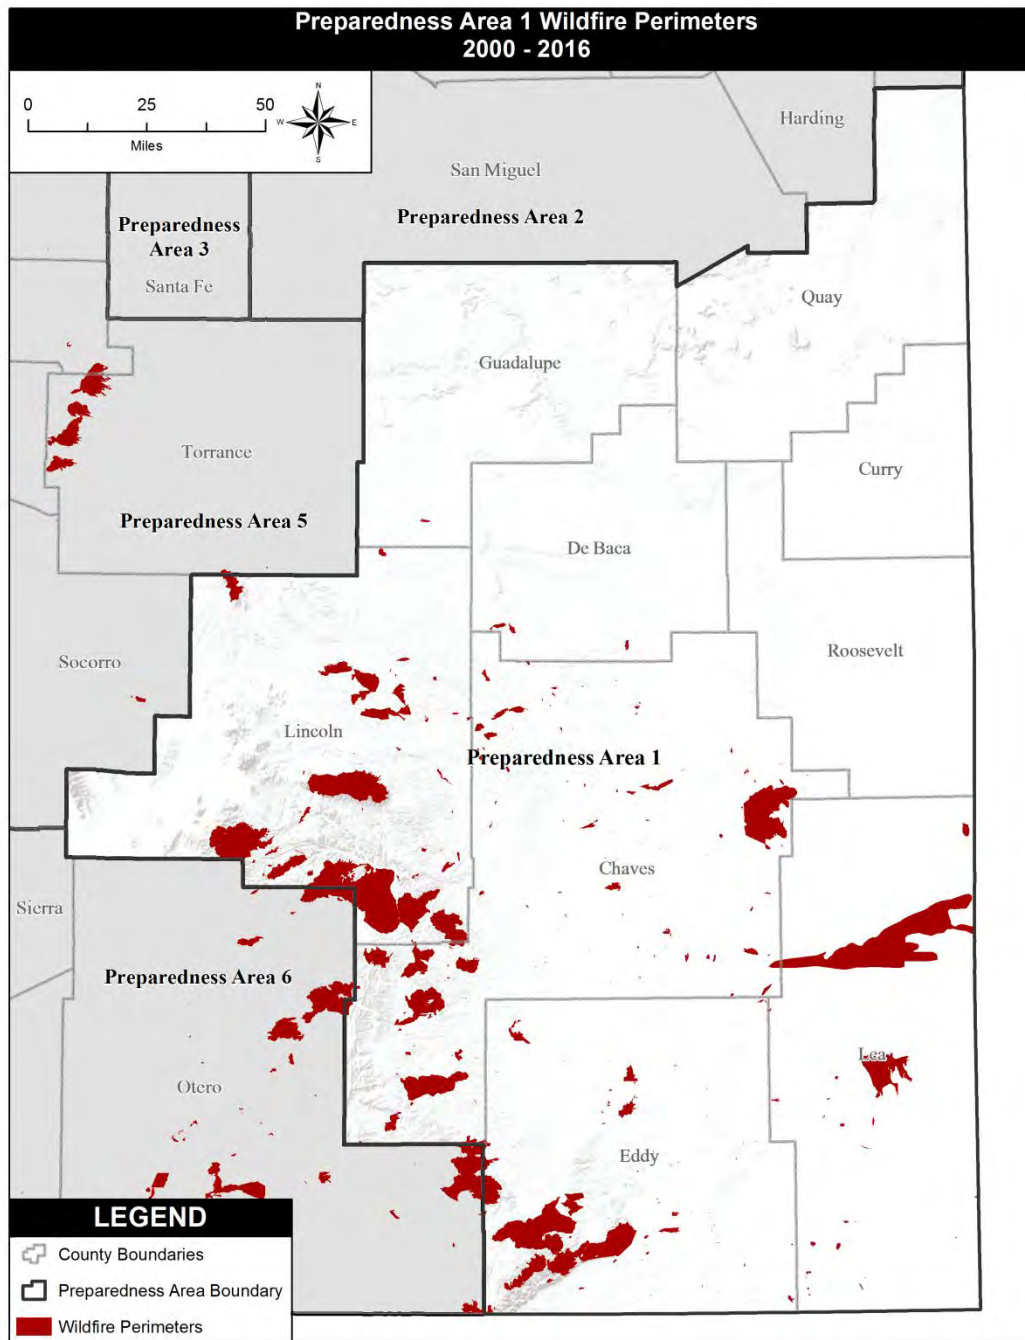 Preparedness Area 1 Wildfire Perimeters
2000 - 2016
0 25 50
Miles
N
W E
S
Harding
San Miguel
Preparedness Area 2
Preparedness
Area 3
Santa Fe
Quay
Guadalupe
Torrance
Curry
Preparedness Area 5
De Baca
Roosevelt
Socorro
Lincoln
Preparedness Area 1
Chaves
Sierra
Preparedness Area 6
Lea
Otero
Eddy
LEGEND
County Boundaries
Preparedness Area Boundary
Wildfire Perimeters